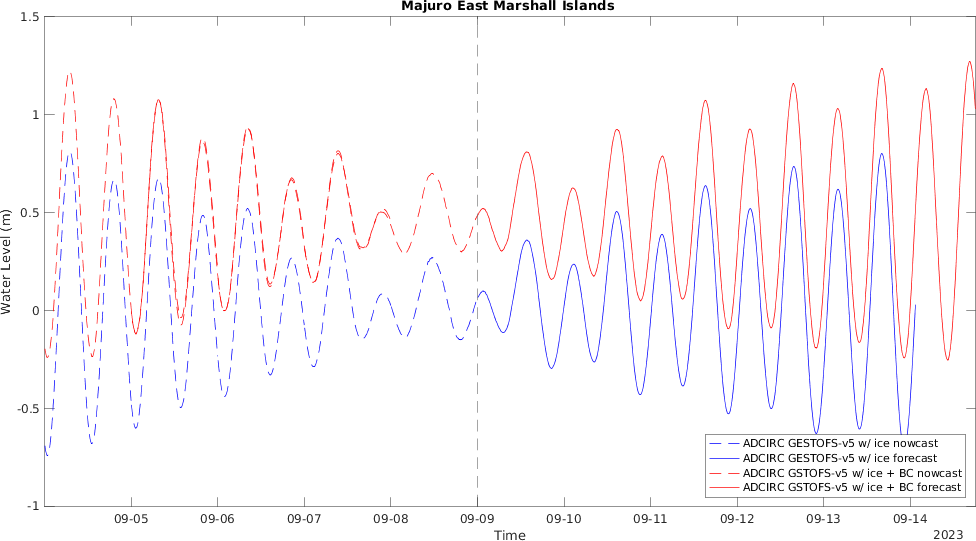 Majuro East Marshall Islands
1.5
1
0.5
0
-0.5
-1
Water Level (m)
09-05 09-06 09-07 09-08 09-09 09-10 09-11 09-12 09-13 09-14
Time
2023
ADCIRC GESTOFS-v5 w/ ice nowcast
ADCIRC GESTOFS-v5 w/ ice forecast
ADCIRC GSTOFS-v5 w/ ice + BC nowcast
ADCIRC GSTOFS-v5 w/ ice + BC forecast